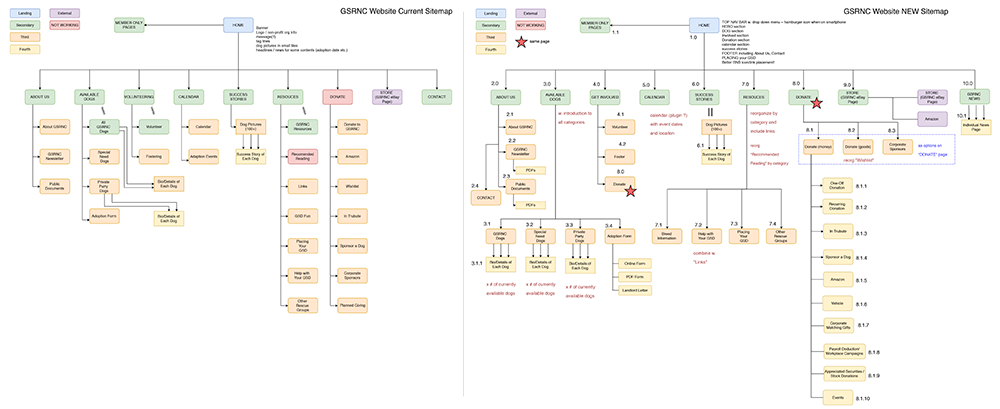 GSRNC Website Current Sitemap
Landing
External
Secondary
NOT WORKING
Third
Fourth
MEMBER ONLY
PAGES
HOME
Banner
Logo / non-profit org info
message(?)
tag lines
dog pictures in small tiles
headlines / news for some contents (adoption date etc.)
ABOUT US
AVAILABLE
DOGS
VOLUNTEERING
CALENDAR
SUCCESS
STORIES
RESOUCES
DONATE
STORE
(GSRNC eBay
Page)
CONTACT
About GSRNC
GSRNC
Newsletter
Public
Documents
All
GSRNC
Dogs
Special
Need Dogs
Private
Party
Dogs
Adoption Form
Bio/Details
of Each Dog
Bio/Details of
Each Dog
Volunteer
Fostering
Calendar
Adoption Events
Dog Pictures
(100+)
Success Story of
Each Dog
GSRNC
Resources
Recommended
Reading
Links
GSD Fun
Placing
Your
GSD
Help with
Your GSD
Other
Rescue
Groups
Donate to
GSRNC
Amazon
Wishlist
In Tribute
Sponsor a Dog
Corporate
Sponsors
Planned Giving
GSRNC Website NEW Sitemap
Landing
External
Secondary
NOT WORKING
Third
same page
Fourth
MEMBER ONLY
PAGES
1.1
HOME
1.0
TOP NAV BAR w. drop down menu + hamburger icon when on smartphone
HERO section
DOG section
Involved section
Donation section
calendar section
success stories
FOOTER including About Us, Contact
PLACING your GSD
Better SNS icon/link placement!
2.0
ABOUT US
3.0
AVAILABLE
DOGS
4.0
GET INVOLVED
5.0
CALENDAR
6.0
SUCCESS
STORIES
7.0
RESOUCES
8.0
DONATE
9.0
STORE
(GSRNC eBay
Page)
STORE
(GSRNC eBay
Page)
Amazon
10.0
GSRNC
NEWS
10.1
Individual News
Page
2.1
About GSRNC
2.2
GSRNC
Newsletter
PDFs
2.3
Public
Documents
PDFs
2.4
CONTACT
w. introduction to
all categories
4.1
Volunteer
4.2
Foster
8.0
Donate
calendar (plugin ?)
with event dates
and location
Dog Pictures
(100+)
6.1
Success Story of
Each Dog
reorganize by
category and
include links
reorg
"Recommended
Reading" by category
8.1
Donate (money)
8.2
Donate (goods)
8.3
Corporate
Sponsors
as options on
"DONATE" page
reorg "Wishlist"
3.1
GSRNC
Dogs
3.2
Special
Need Dogs
3.3
Private
Party
Dogs
3.4
Adoption Form
3.1.1
Bio/Details of
Each Dog
Bio/Details of
Each Dog
Bio/Details of
Each Dog
x # of currently
available dogs
x # of currently
available dogs
x # of currently
available dogs
Online Form
PDF Form
Landlord Letter
7.1
Breed
Information
7.2
Help with
Your GSD
7.3
Placing
Your
GSD
7.4
Other
Rescue
Groups
combine w.
"Links"
One-Off
Donation
8.1.1
Recurring
Donation
8.1.2
In Tribute
8.1.3
Sponsor a Dog
8.1.4
Amazon
8.1.5
Vehicle
8.1.6
Corporate
Matching Gifts
8.1.7
Payroll Deduction/
Workplace Campaigns
8.1.8
Appreciated Securities /
Stock Donations
8.1.9
Events
8.1.10